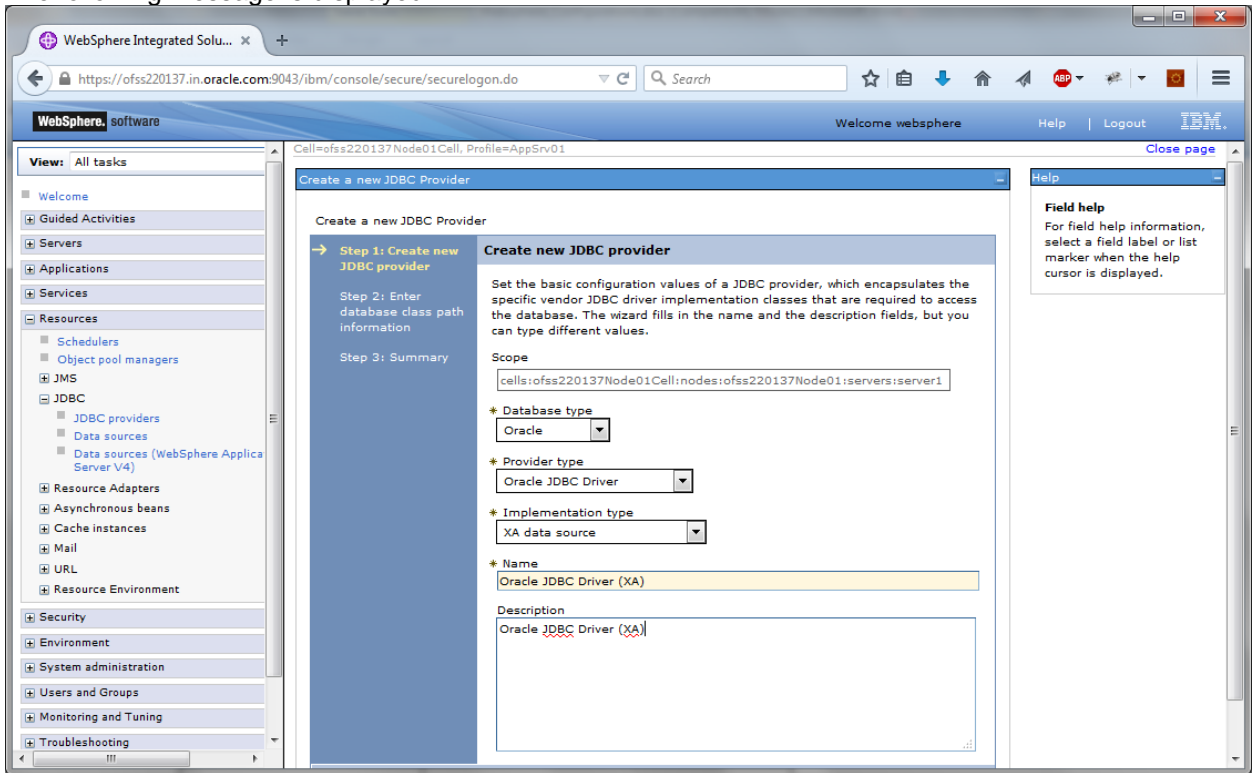 WebSphere Integrated Solu... ×
+
https://ofss220137.in.oracle.com:9043/ibm/console/secure/securelogon.do
Search
ABP
WebSphere. software
Welcome websphere
Help | Logout
IBM.
View: All tasks
Welcome
Guided Activities
Servers
Applications
Services
Resources
Schedulers
Object pool managers
JMS
JDBC
JDBC providers
Data sources
Data sources (WebSphere Applica
Server V4)
Resource Adapters
Asynchronous beans
Cache instances
Mail
URL
Resource Environment
Security
Environment
System administration
Users and Groups
Monitoring and Tuning
Troubleshooting
Cell=ofss220137Node01Cell, Profile=AppSrv01
Close page
Create a new JDBC Provider
Create a new JDBC Provider
Step 1: Create new
JDBC provider
Step 2: Enter
database class path
information
Step 3: Summary
Create new JDBC provider
Set the basic configuration values of a JDBC provider, which encapsulates the
specific vendor JDBC driver implementation classes that are required to access
the database. The wizard fills in the name and the description fields, but you
can type different values.
Scope
cells:ofss220137Node01Cell:nodes:ofss220137Node01:servers:server1
* Database type
Oracle
* Provider type
Oracle JDBC Driver
* Implementation type
XA data source
* Name
Oracle JDBC Driver (XA)
Description
Oracle JDBC Driver (XA)
Help
Field help
For field help information,
select a field label or list
marker when the help
cursor is displayed.